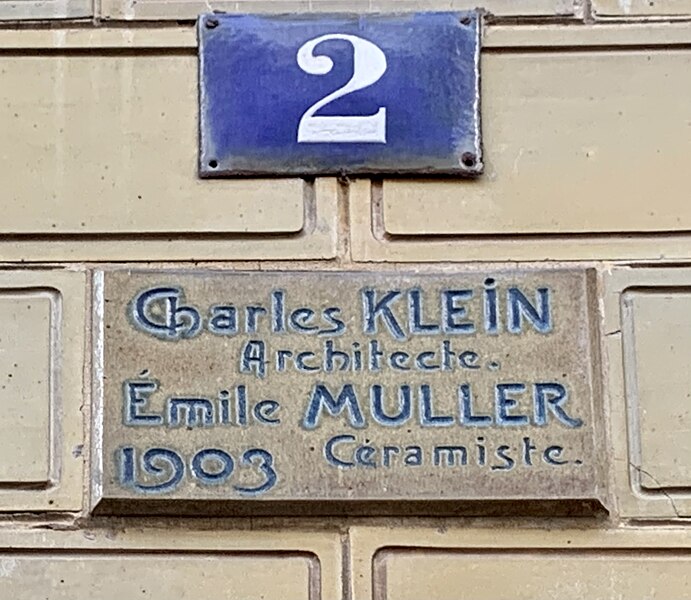 2
Charles KLEIN
Architecte.
Émile MULLER
1903 Céramiste.